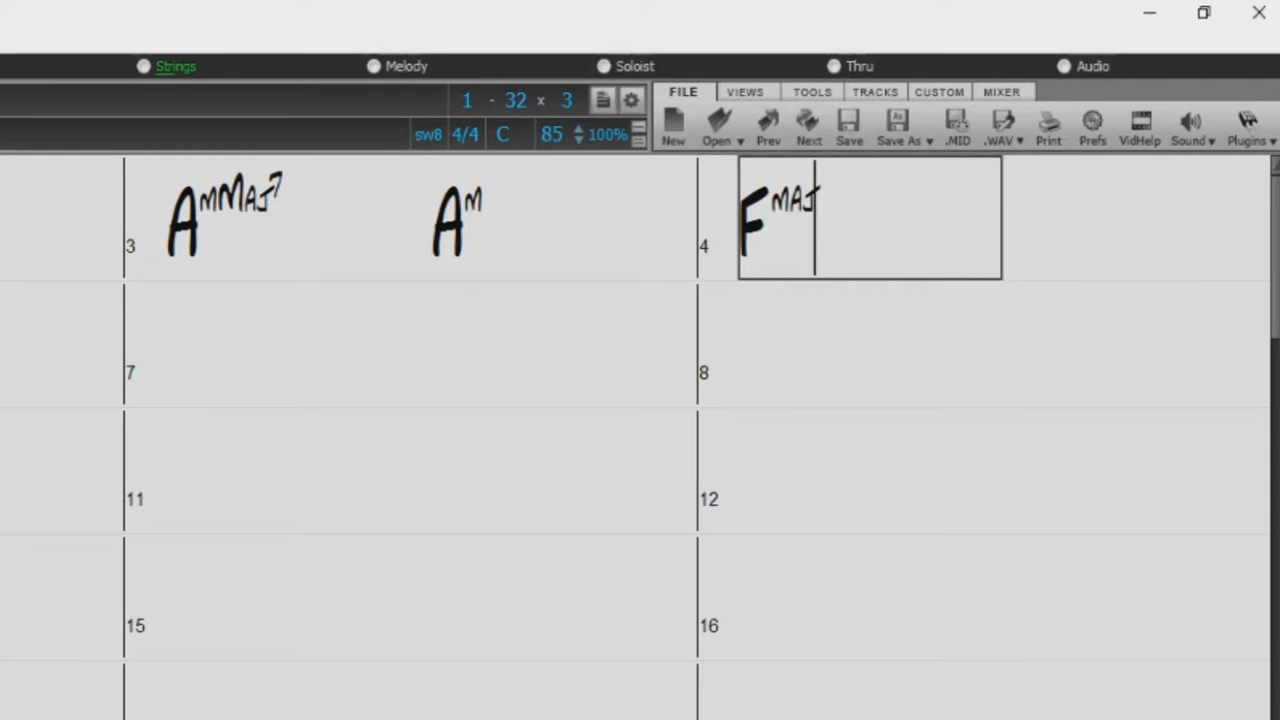 Strings Melody Soloist Thru Audio
1 - 32 x 3 FILE VIEWS TOOLS TRACKS CUSTOM MIXER
sw8 4/4 C 85 100% New Open Prev Next Save Save As .MID .WAV Print Prefs VidHelp Sound Plugins
3 AmMAJ7 Am 4 FMAJ
7 8
11 12
15 16